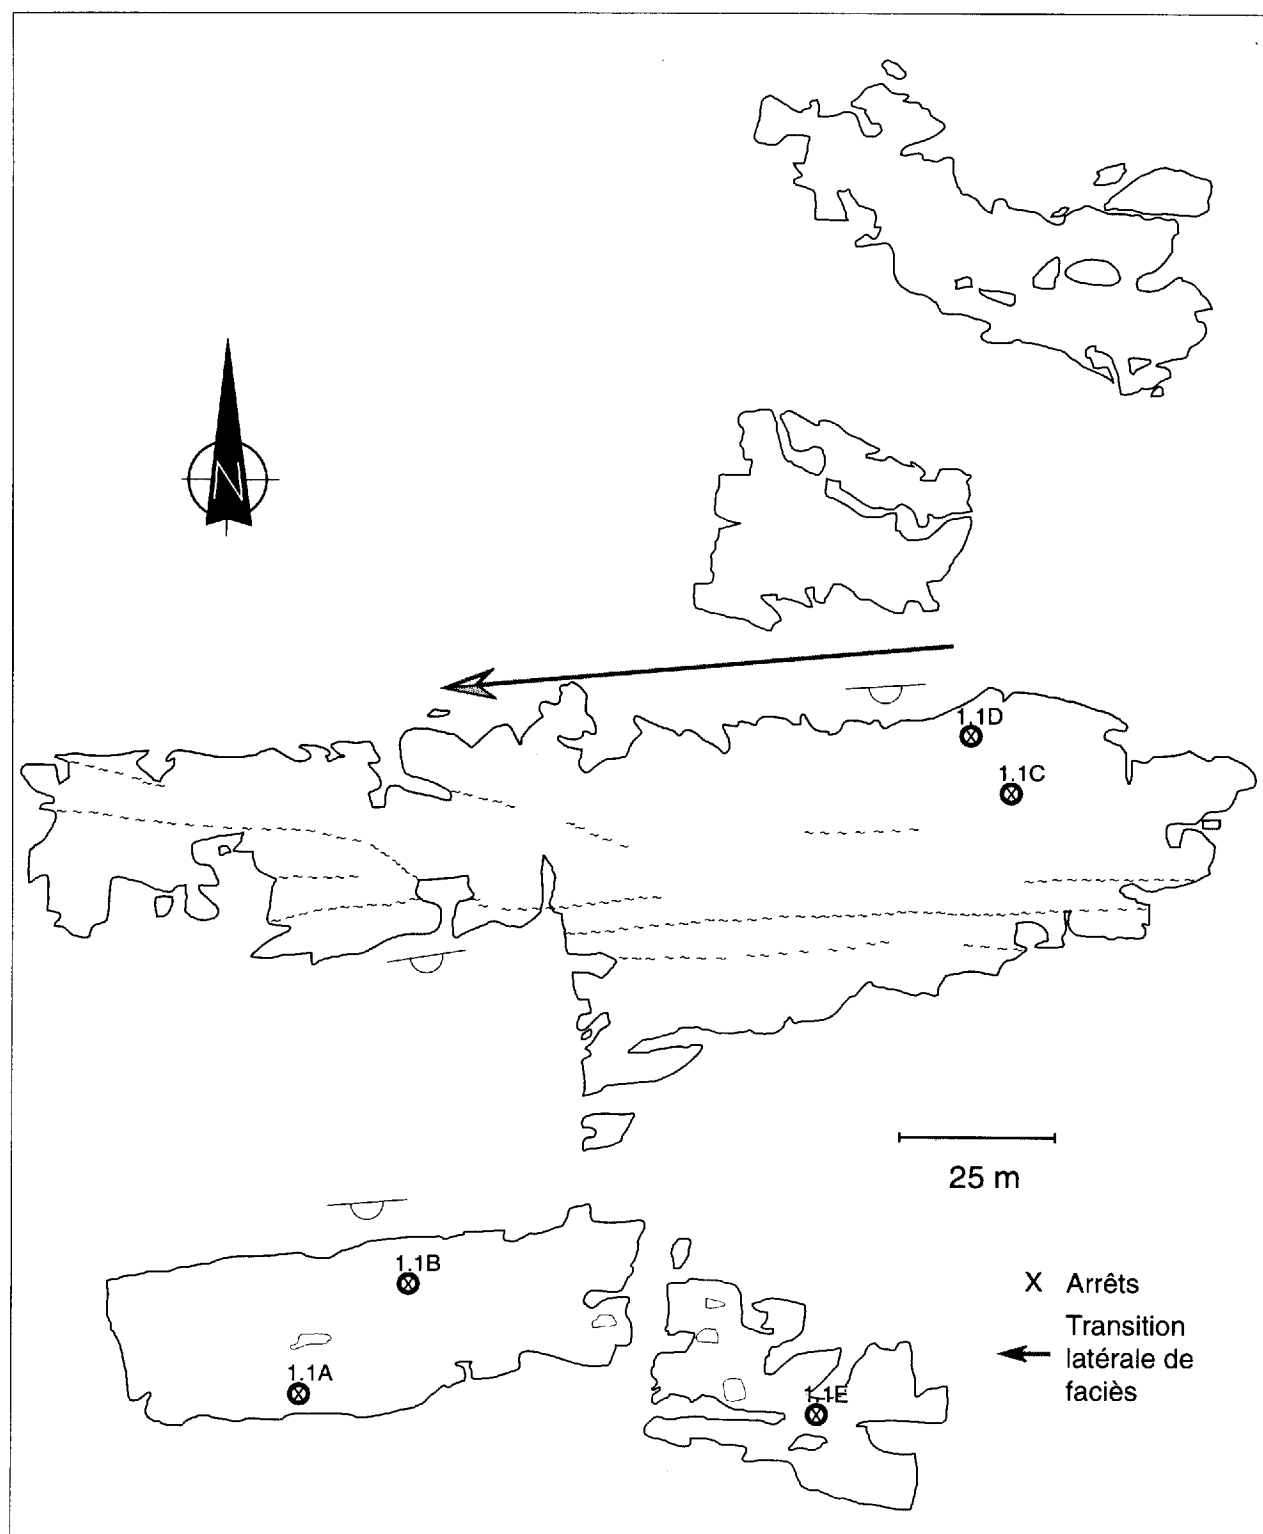 N
1.1D
1.1C
25 m
1.1B
1.1A
1.1E
X Arrêts
Transition
latérale de
faciès